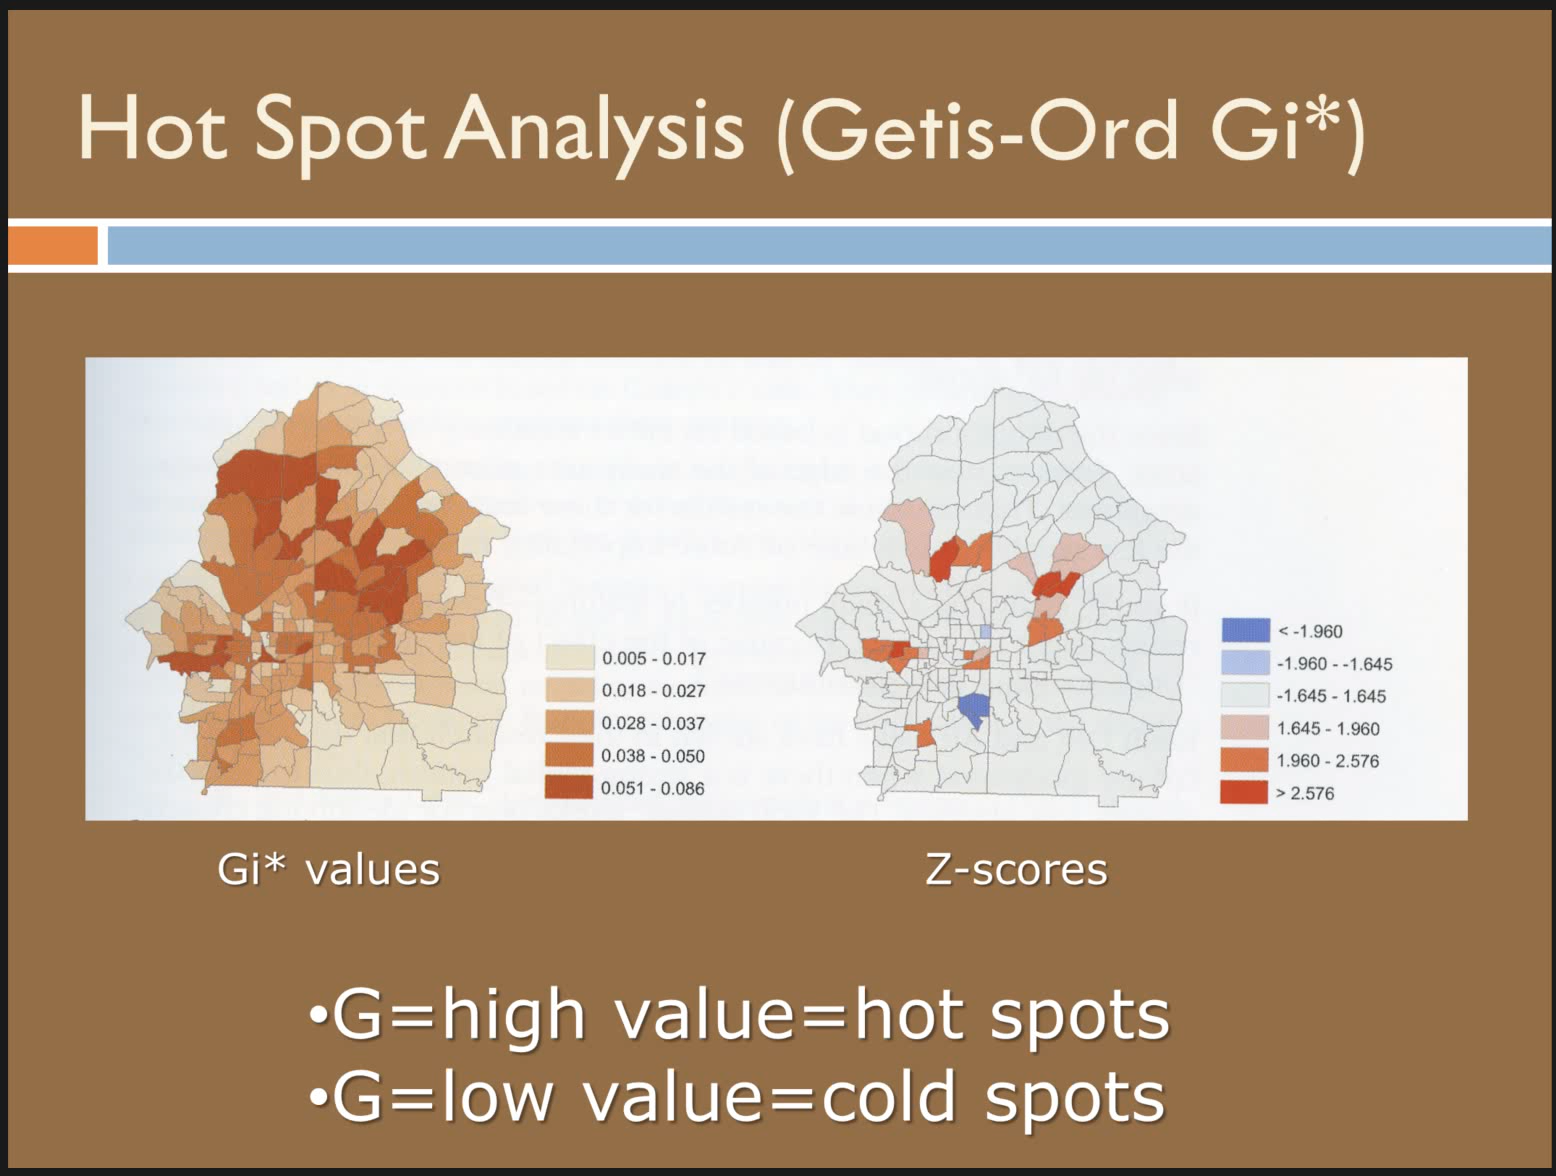 Hot Spot Analysis (Getis-Ord Gi*)
0.005 - 0.017
0.018 - 0.027
0.028 - 0.037
0.038 - 0.050
0.051 - 0.086
< -1.960
-1.960 - -1.645
-1.645 - 1.645
1.645 - 1.960
1.960 - 2.576
> 2.576
Gi* values
Z-scores
•G=high value=hot spots
•G=low value=cold spots